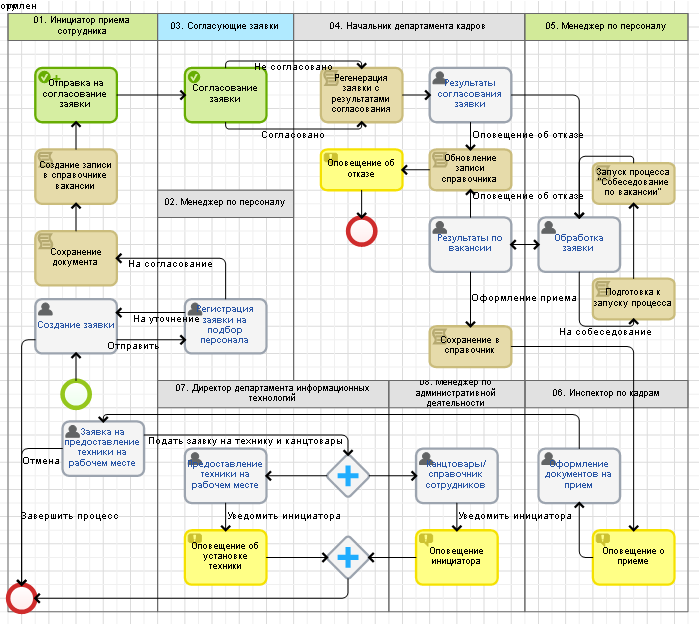 01. Инициатор приема
сотрудника
03. Согласующие заявки
04. Начальник департамента кадров
05. Менеджер по персоналу
Отправка на
согласование
заявки
Согласование
заявки
Не согласовано
Согласовано
Регенерация
заявки с
результатами
согласования
Результаты
согласования
заявки
Оповещение об отказе
Создание записи
в справочнике
вакансии
Оповещение об
отказе
Обновление
записи
справочника
Запуск процесса
"Собеседование
по вакансии"
Оповещение об отказе
02. Менеджер по персоналу
Сохранение
документа
На согласование
Результаты по
вакансии
Обработка
заявки
Подготовка к
запуску процесса
Оформление приема
Создание заявки
На уточнение
Регистрация
заявки на
подбор
персонала
Отправить
На собеседование
Сохранение в
справочник
07. Директор департамента информационных
технологий
08. Менеджер по
административной
деятельности
06. Инспектор по кадрам
Заявка на
предоставление
техники на
рабочем месте
Подать заявку на технику и канцтовары
Отмена
Предоставление
техники на
рабочем месте
Канцтовары/
справочник
сотрудников
Оформление
документов на
прием
Завершить процесс
Уведомить инициатора
Уведомить инициатора
Оповещение об
установке
техники
Оповещение
инициатора
Оповещение о
приеме